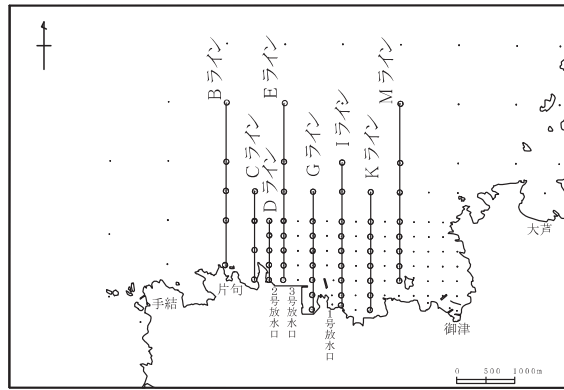 Bライン
Cライン
Dライン
Eライン
Gライン
Iライン
Kライン
Mライン
大芦
手結
片句
2号放水口
3号放水口
1号放水口
御津
0 500 1000m